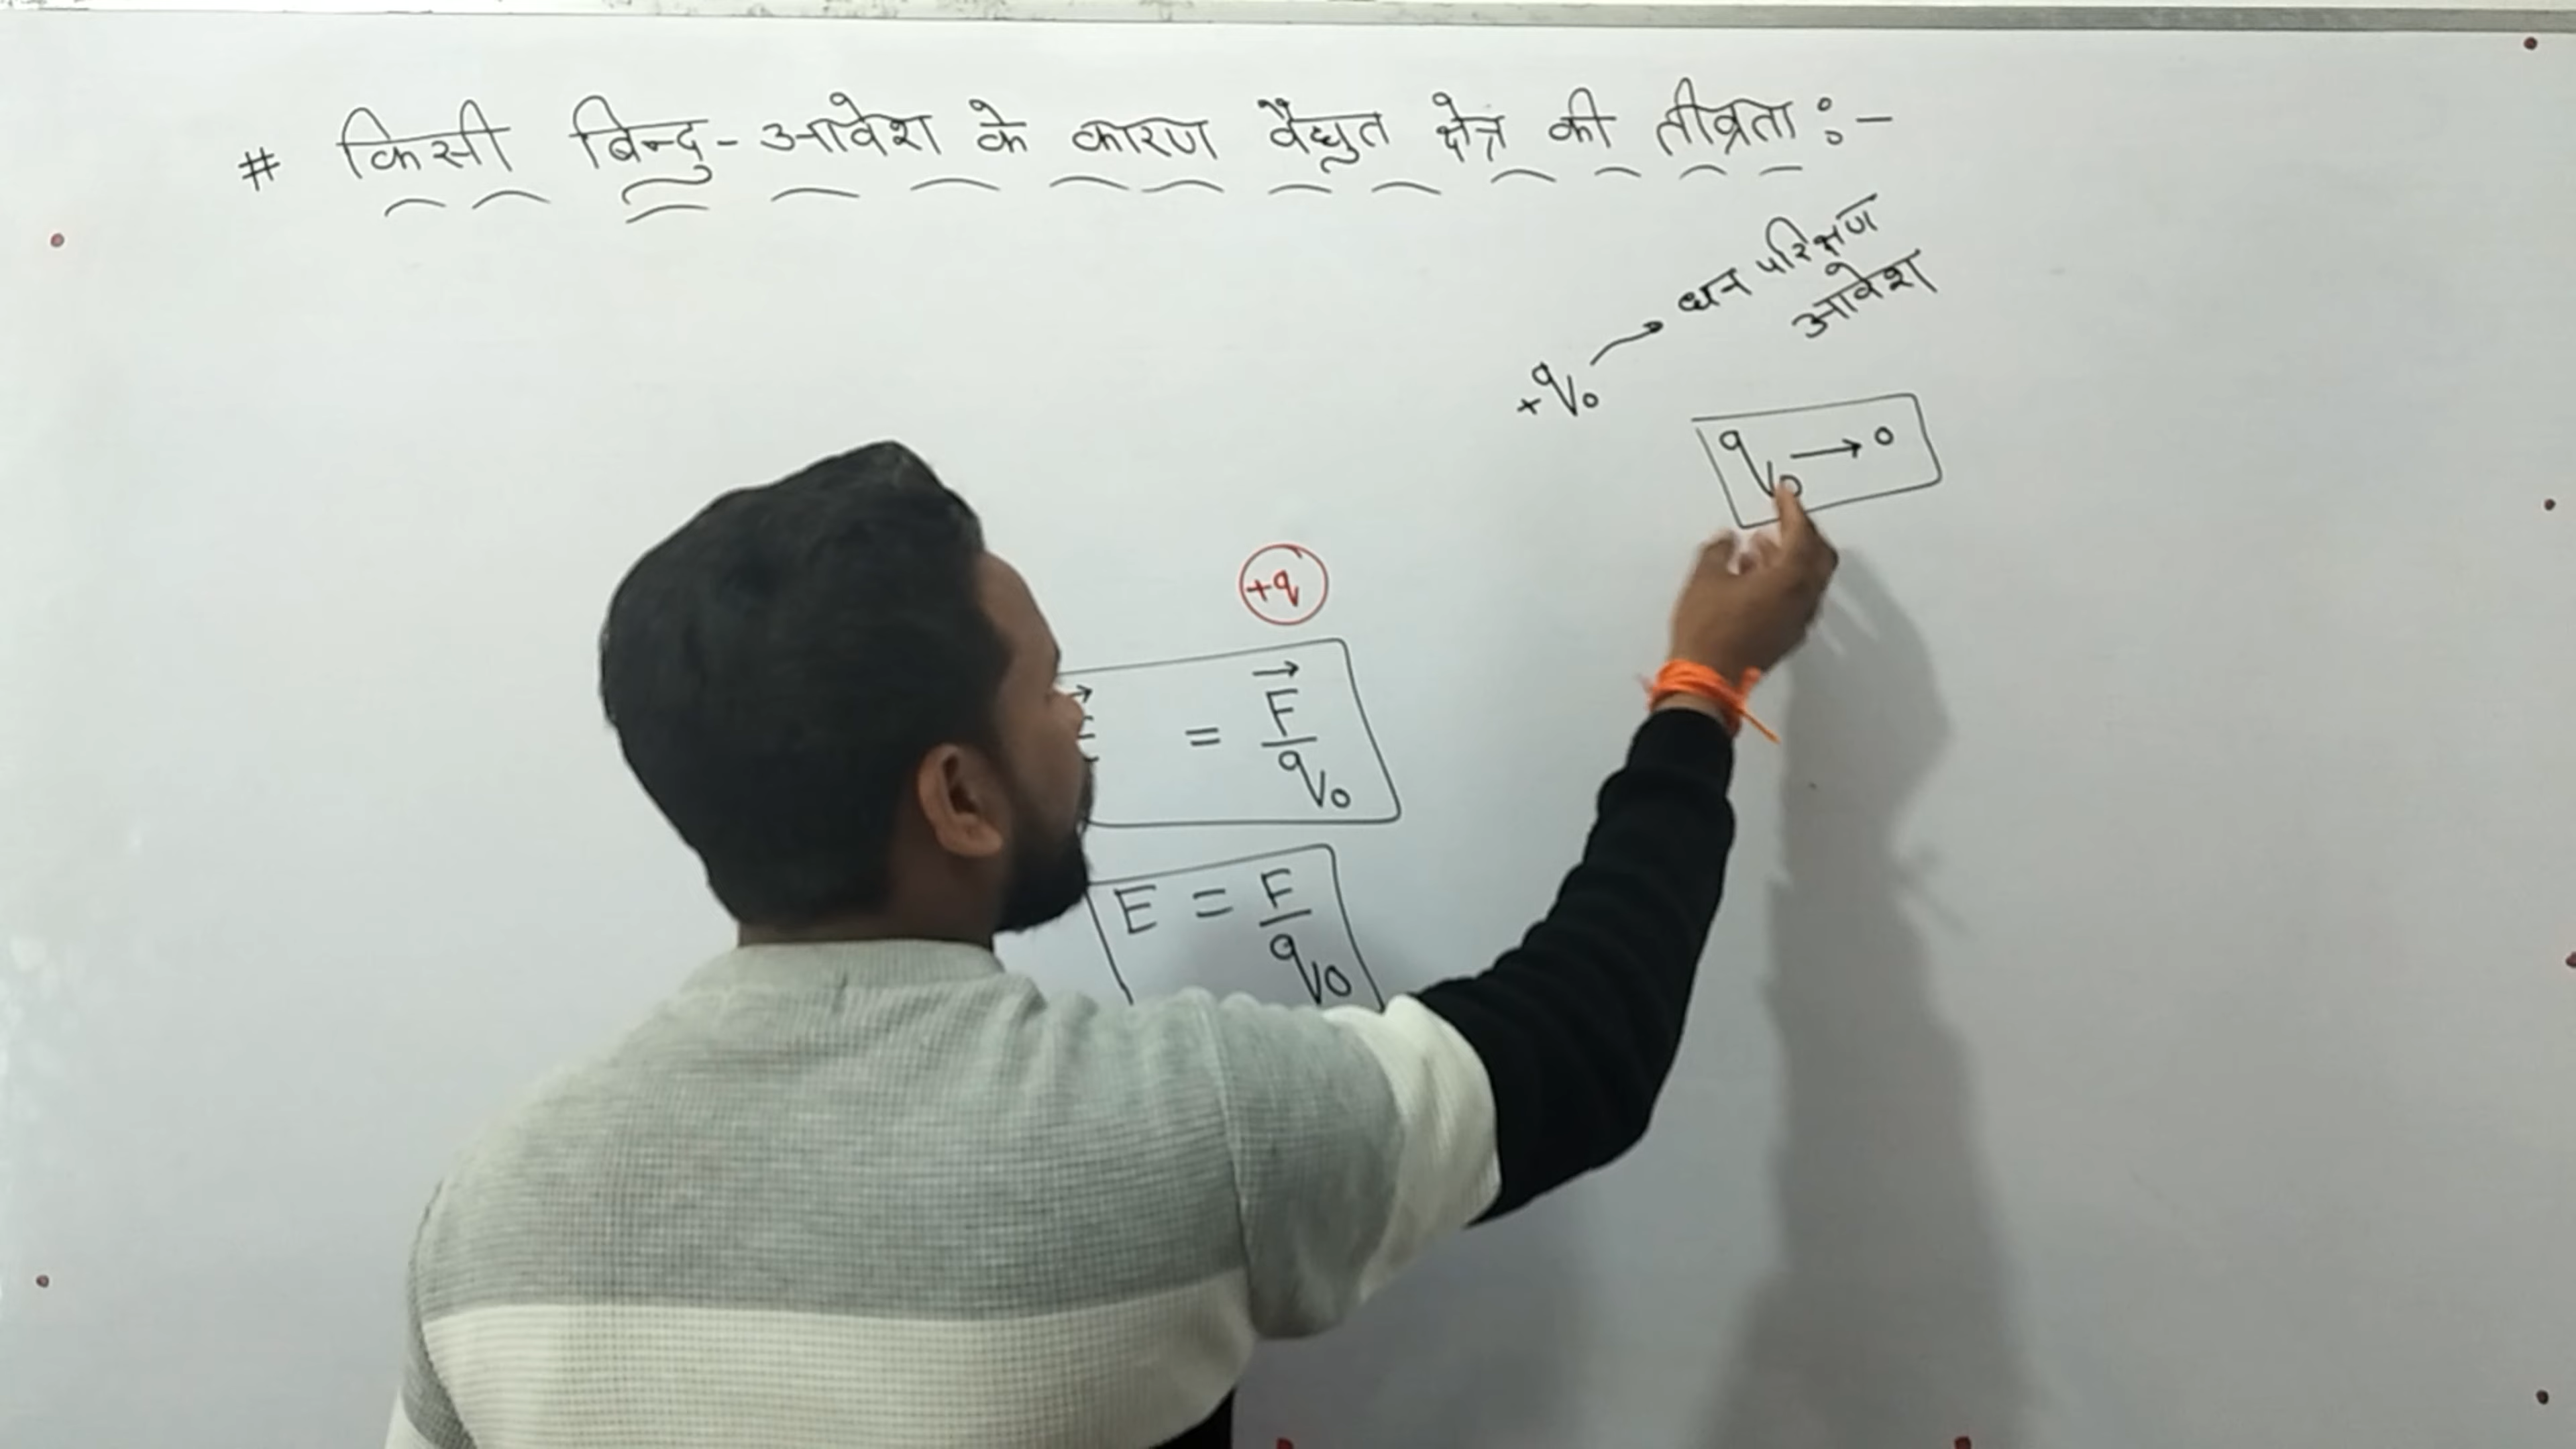 # किसी बिन्दु-आवेश के कारण वैद्युत क्षेत्र की तीव्रता :-
+q₀ → धन परिक्षण
आवेश
q₀ → 0
+q
E⃗ = F⃗/q₀
E = F/q₀